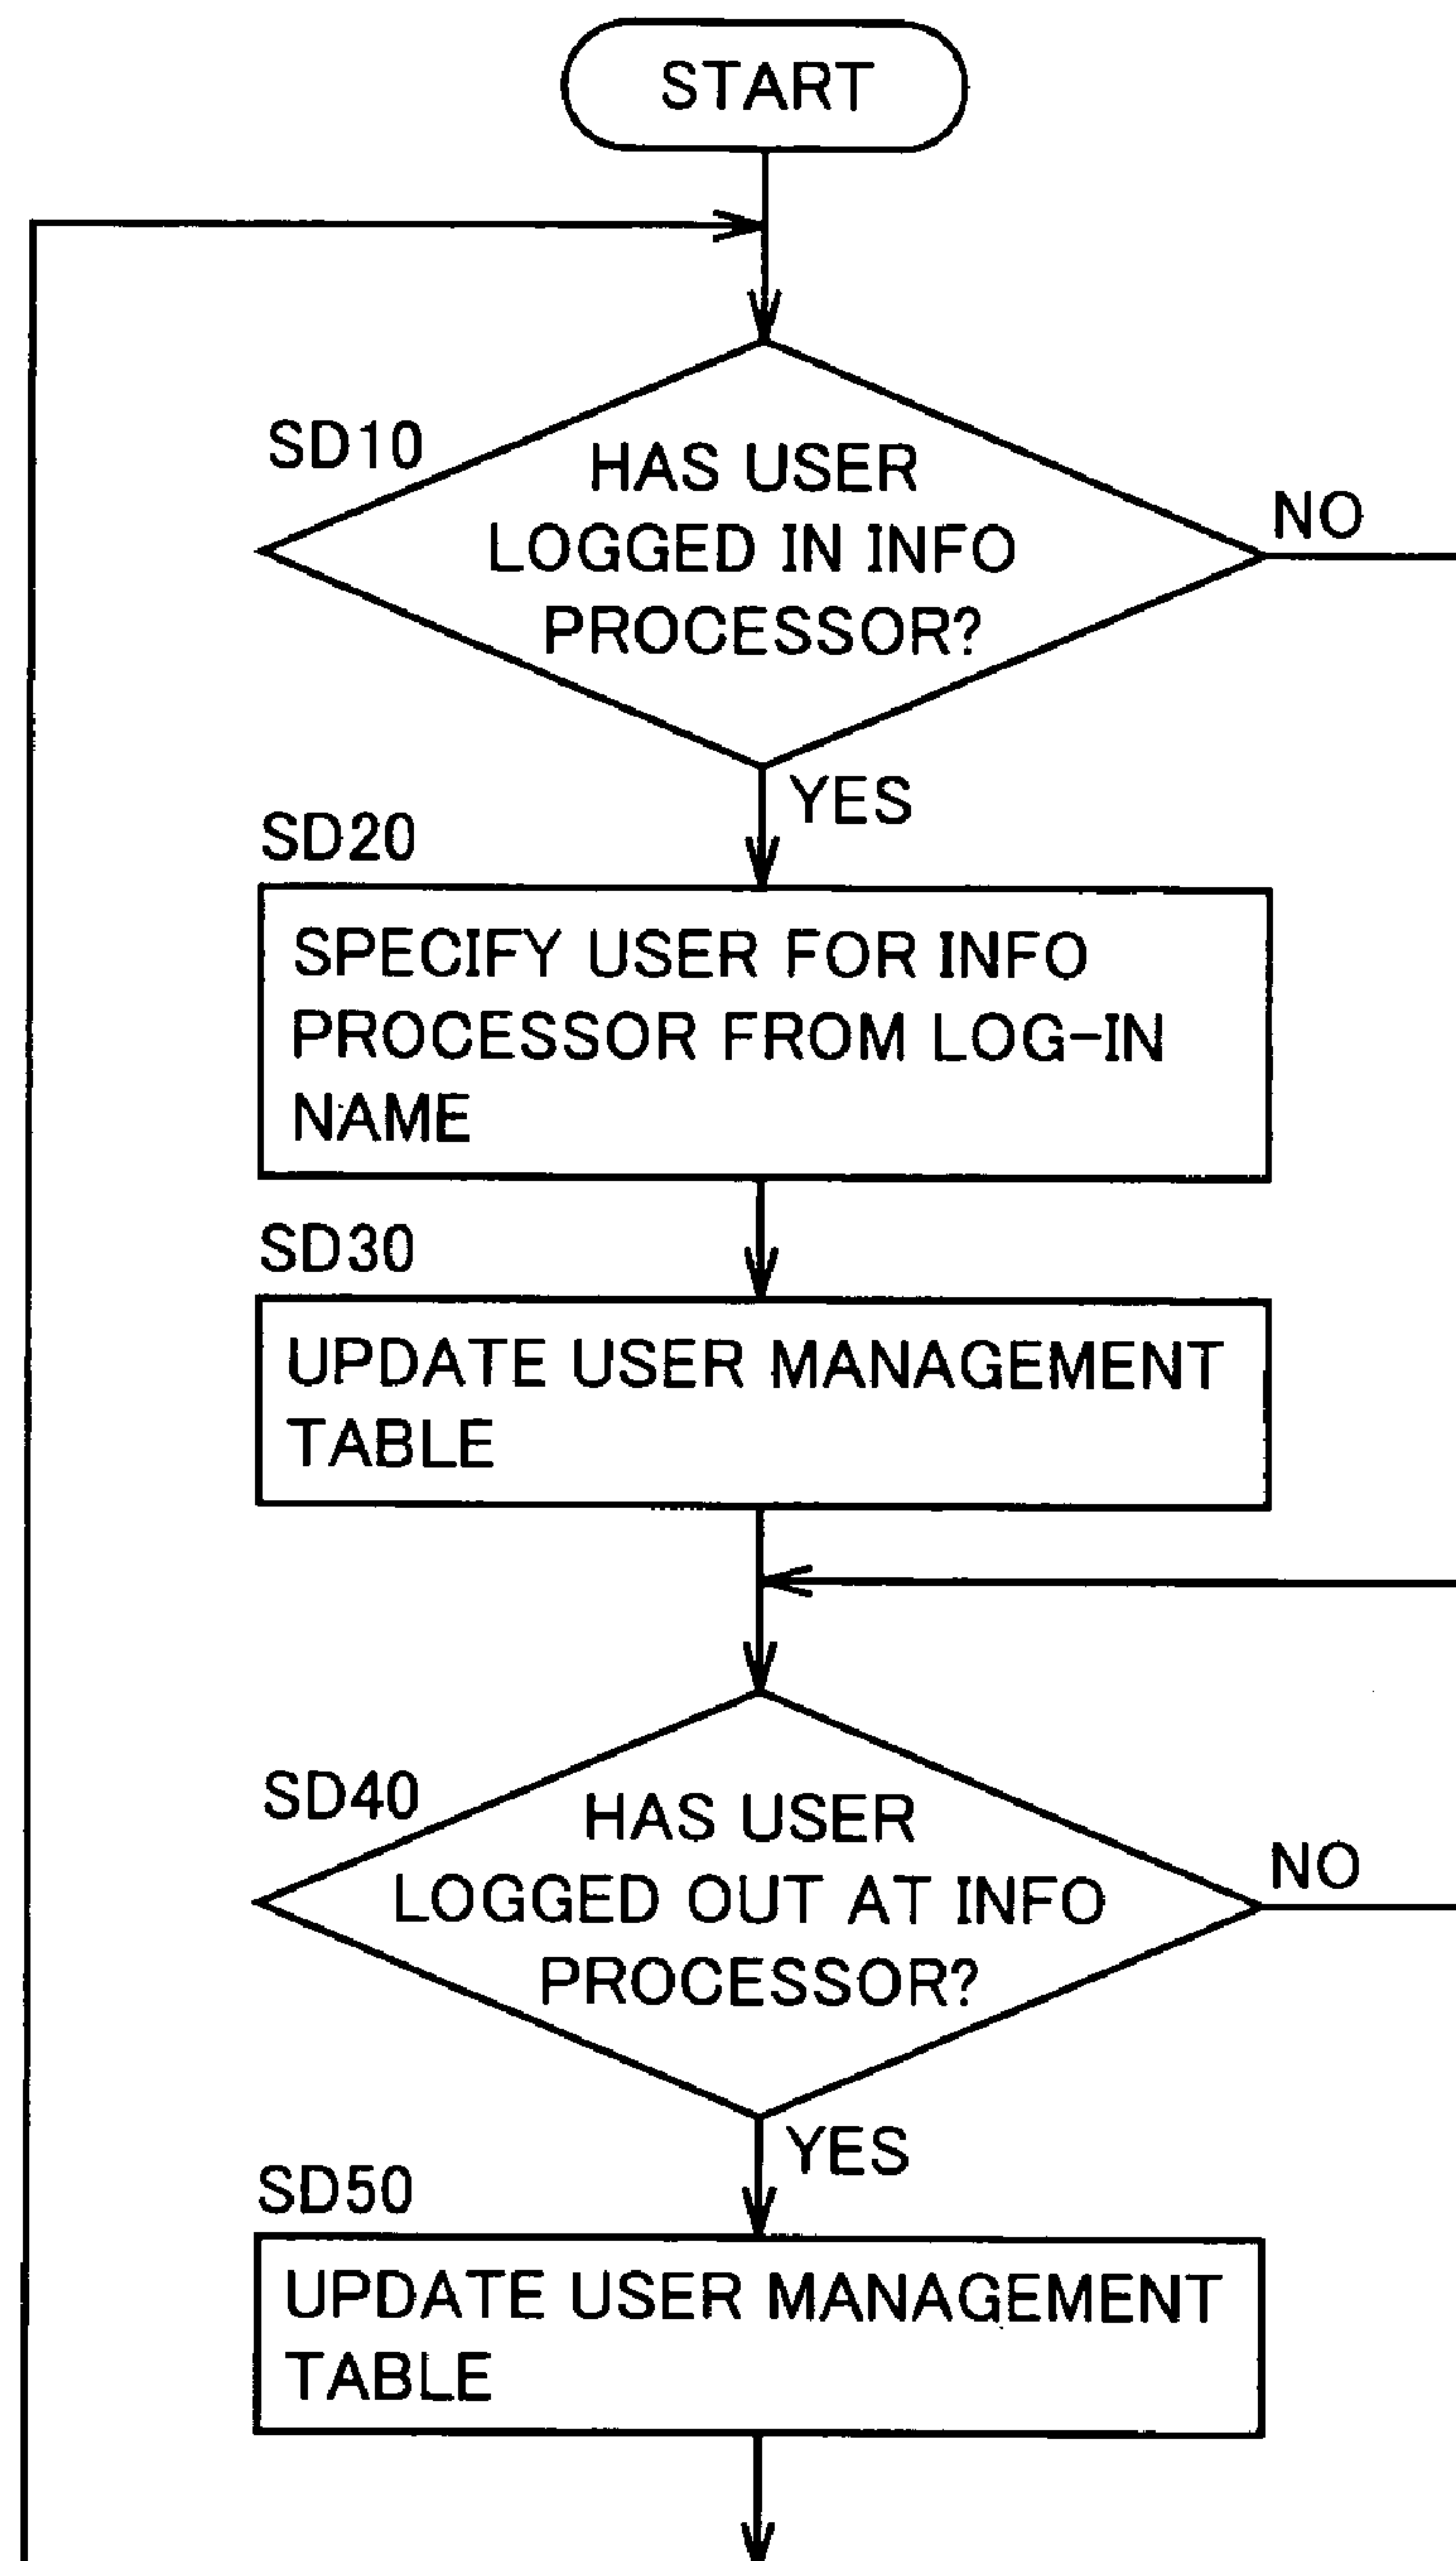 START
SD10
HAS USER
LOGGED IN INFO
PROCESSOR?
NO
YES
SD20
SPECIFY USER FOR INFO
PROCESSOR FROM LOG-IN
NAME
SD30
UPDATE USER MANAGEMENT
TABLE
SD40
HAS USER
LOGGED OUT AT INFO
PROCESSOR?
NO
YES
SD50
UPDATE USER MANAGEMENT
TABLE